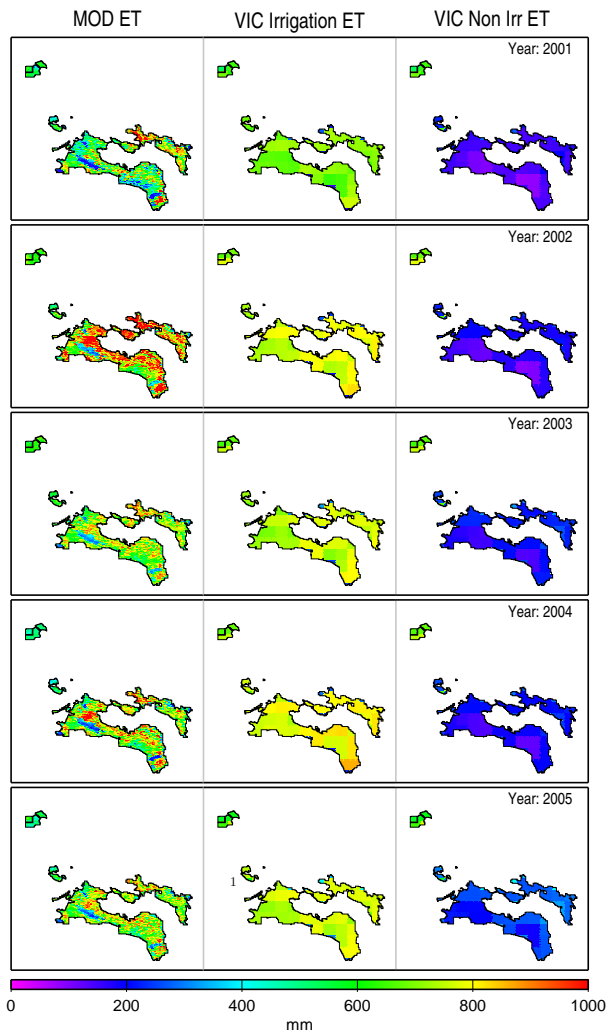 MOD ET VIC Irrigation ET VIC Non Irr ET
Year: 2001
Year: 2002
Year: 2003
Year: 2004
Year: 2005
1
0 200 400 600 800 1000
mm